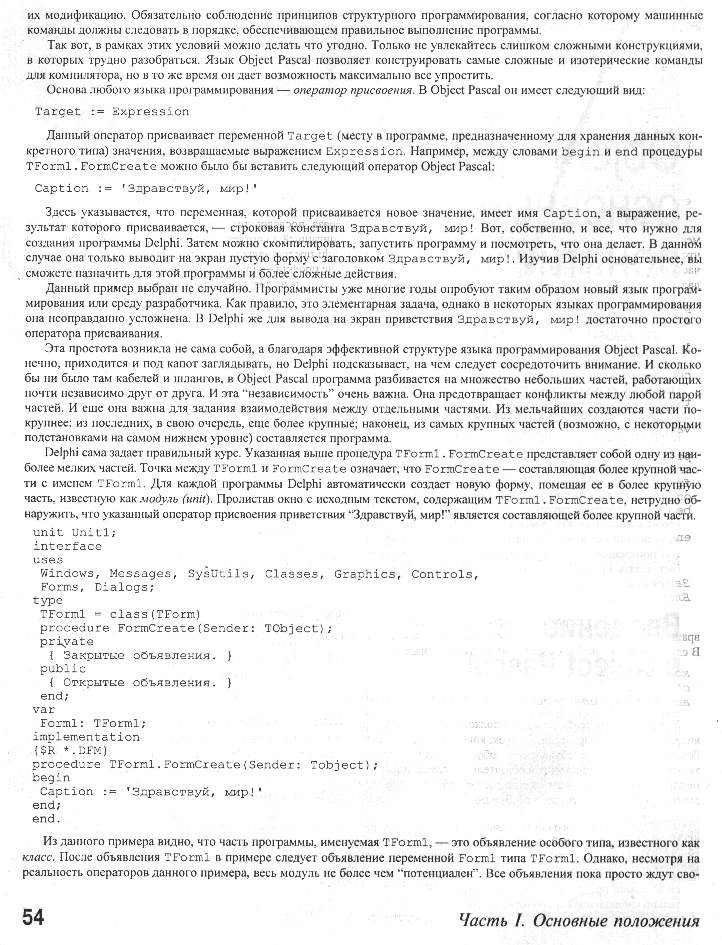 их модификацию. Обязательно соблюдение принципов структурного программирования, согласно которому машинные
команды должны следовать в порядке, обеспечивающем правильное выполнение программы.
Так вот, в рамках этих условий можно делать что угодно. Только не увлекайтесь слишком сложными конструкциями,
в которых трудно разобраться. Язык Object Pascal позволяет конструировать самые сложные и изотерические команды
для компилятора, но в то же время он дает возможность максимально все упростить.
Основа любого языка программирования — оператор присвоения. В Object Pascal он имеет следующий вид:
Target := Expression
Данный оператор присваивает переменной Target (месту в программе, предназначенному для хранения данных кон-
кретного типа) значения, возвращаемые выражением Expression. Например, между словами begin и end процедуры
TForm1.FormCreate можно было бы вставить следующий оператор Object Pascal:
Caption := 'Здравствуй, мир!'
Здесь указывается, что переменная, которой присваивается новое значение, имеет имя Caption, а выражение, ре-
зультат которого присваивается, — строковая константа Здравствуй, мир! Вот, собственно, и все, что нужно для
создания программы Delphi. Затем можно скомпилировать, запустить программу и посмотреть, что она делает. В данном
случае она только выводит на экран пустую форму с заголовком Здравствуй, мир!. Изучив Delphi основательнее, вы
сможете назначить для этой программы и более сложные действия.
Данный пример выбран не случайно. Программисты уже многие годы опробуют таким образом новый язык програм-
мирования или среду разработчика. Как правило, это элементарная задача, однако в некоторых языках программирования
она неоправданно усложнена. В Delphi же для вывода на экран приветствия Здравствуй, мир! достаточно простого
оператора присваивания.
Эта простота возникла не сама собой, а благодаря эффективной структуре языка программирования Object Pascal. Ко-
нечно, приходится и под капот заглядывать, но Delphi подсказывает, на чем следует сосредоточить внимание. И сколько
бы ни было там кабелей и шлангов, в Object Pascal программа разбивается на множество небольших частей, работающих
почти независимо друг от друга. И эта “независимость” очень важна. Она предотвращает конфликты между любой парой
частей. И еще она важна для задания взаимодействия между отдельными частями. Из мельчайших создаются части по-
крупнее: из последних, в свою очередь, еще более крупные; наконец, из самых крупных частей (возможно, с некоторыми
подстановками на самом нижнем уровне) составляется программа.
Delphi сама задает правильный курс. Указанная выше процедура TForm1.FormCreate представляет собой одну из наи-
более мелких частей. Точка между TForm1 и FormCreate означает, что FormCreate — составляющая более крупной час-
ти с именем TForm1. Для каждой программы Delphi автоматически создает новую форму, помещая ее в более крупную
часть, известную как модуль (unit). Пролистав окно с исходным текстом, содержащим TForm1.FormCreate, нетрудно об-
наружить, что указанный оператор присвоения приветствия “Здравствуй, мир!” является составляющей более крупной части.
unit Unit1;
interface
uses
Windows, Messages, SysUtils, Classes, Graphics, Controls,
Forms, Dialogs;
type
TForm1 = class(TForm)
procedure FormCreate(Sender: TObject);
private
{ Закрытые объявления. }
public
{ Открытые объявления. }
end;
var
Form1: TForm1;
implementation
{$R *.DFM}
procedure TForm1.FormCreate(Sender: Tobject);
begin
Caption := 'Здравствуй, мир!'
end;
end.
Из данного примера видно, что часть программы, именуемая TForm1, — это объявление особого типа, известного как
класс. После объявления TForm1 в примере следует объявление переменной Form1 типа TForm1. Однако, несмотря на
реальность операторов данного примера, весь модуль не более чем “потенциален”. Все объявления пока просто ждут сво-
54 Часть I. Основные положения